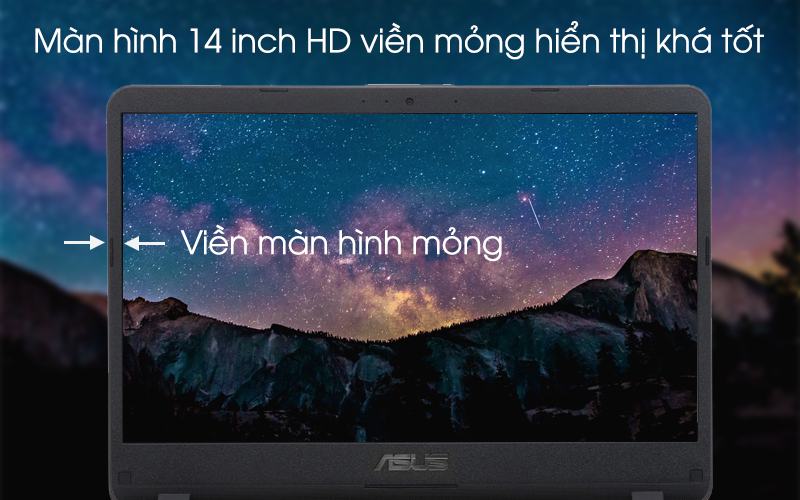 Màn hình 14 inch HD viền mỏng hiển thị khá tốt
Viền màn hình mỏng
ASUS